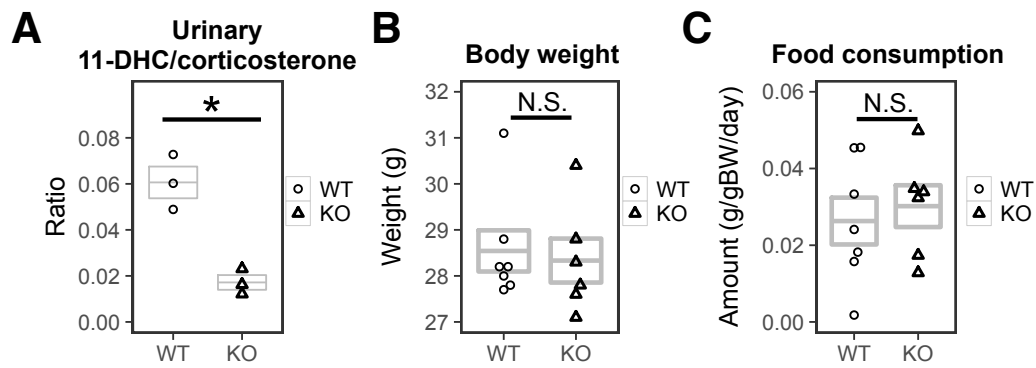 A
Urinary
11-DHC/corticosterone
*
0.08
0.06
0.04
0.02
0.00
Ratio
WT
KO
WT
KO
B
Body weight
N.S.
32
31
30
29
28
27
Weight (g)
WT
KO
WT
KO
C
Food consumption
N.S.
0.06
0.04
0.02
0.00
Amount (g/gBW/day)
WT
KO
WT
KO